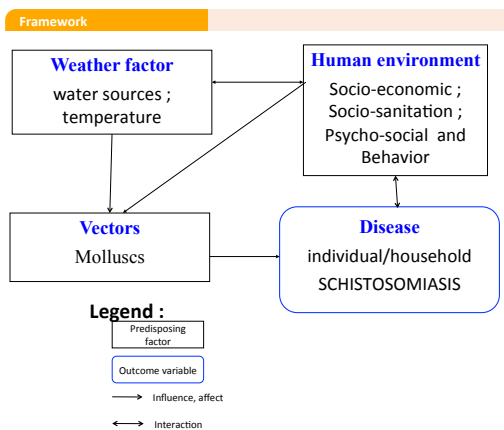 Framework
Weather factor
water sources ;
temperature
Human environment
Socio-economic ;
Socio-sanitation ;
Psycho-social and
Behavior
Vectors
Molluscs
Disease
individual/household
SCHISTOSOMIASIS
Legend :
Predisposing
factor
Outcome variable
Influence, affect
Interaction